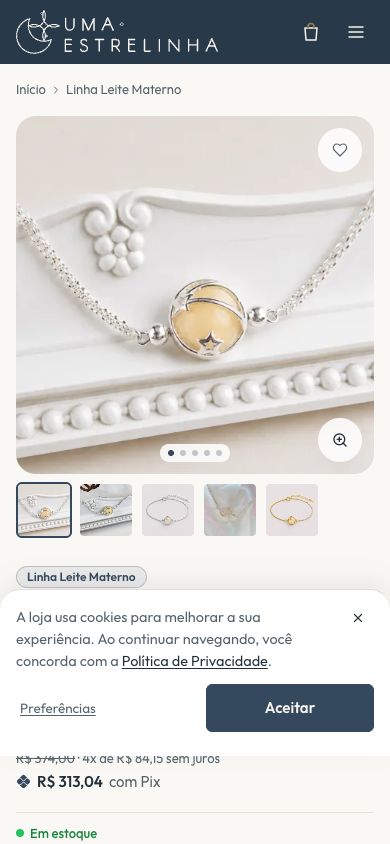 UMA
ESTRELINHA
Início > Linha Leite Materno
Linha Leite Materno
A loja usa cookies para melhorar a sua
experiência. Ao continuar navegando, você
concorda com a Política de Privacidade.
Preferências
Aceitar
R$ 374,00 · 4x de R$ 84,15 sem juros
R$ 313,04 com Pix
Em estoque